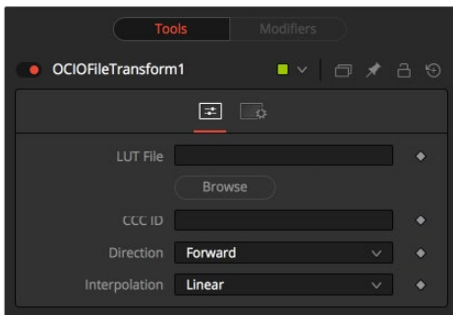 Tools Modifiers
OCIOFileTransform1
LUT File
Browse
CCC ID
Direction Forward
Interpolation Linear